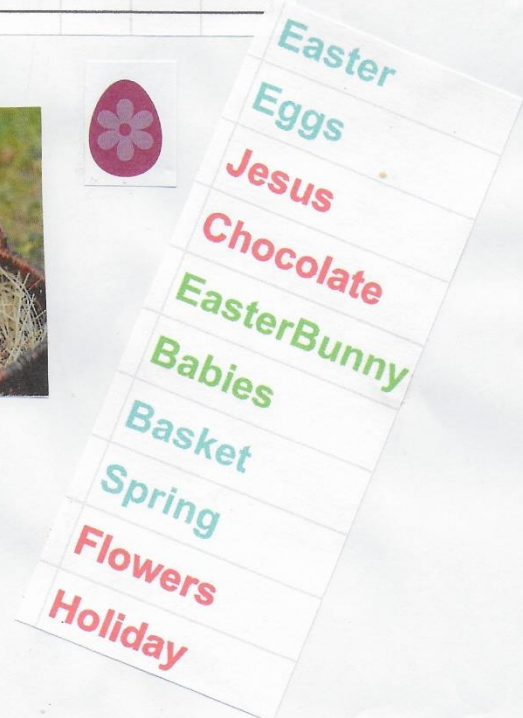 Easter
Eggs
Jesus
Chocolate
EasterBunny
Babies
Basket
Spring
Flowers
Holiday